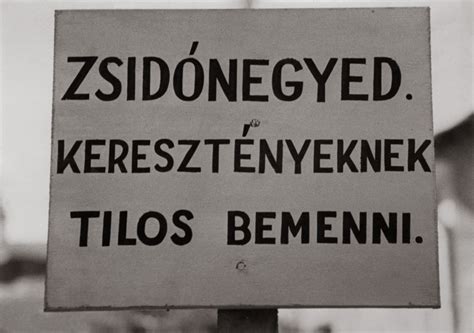 ZSIDÓNEGYED.
KERESZTÉNYEKNEK
TILOS BEMENNI.